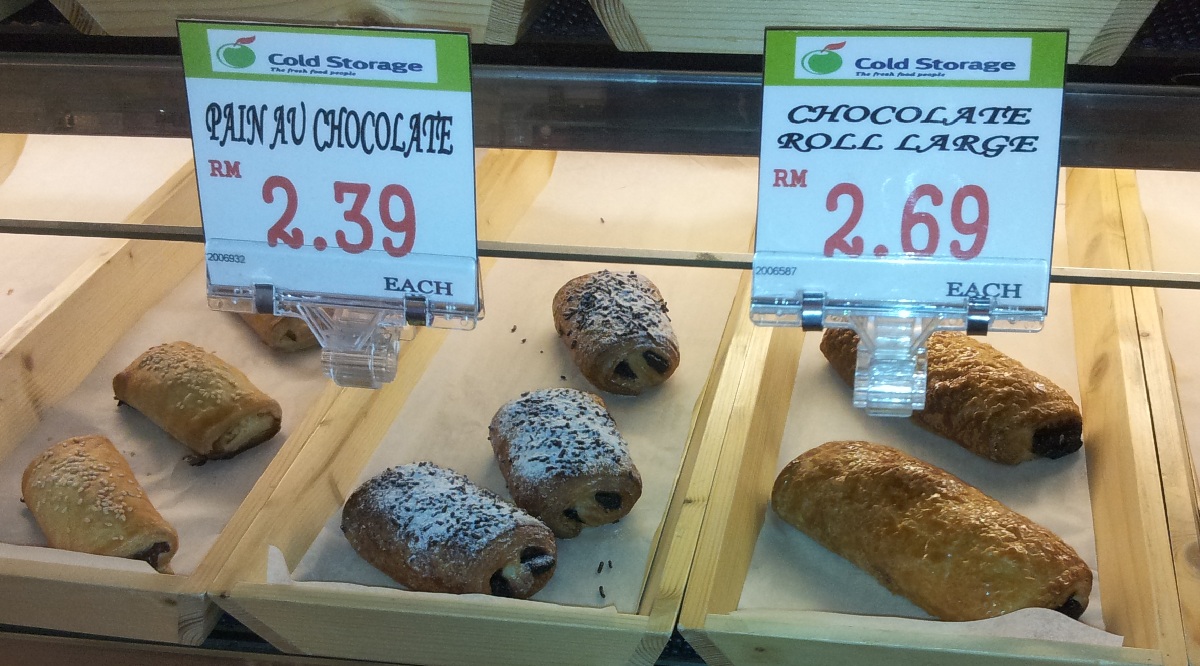 Cold Storage
The fresh food people
PAIN AU CHOCOLATE
RM
2.39
2006932
EACH
Cold Storage
The fresh food people
CHOCOLATE
ROLL LARGE
RM
2.69
2006587
EACH